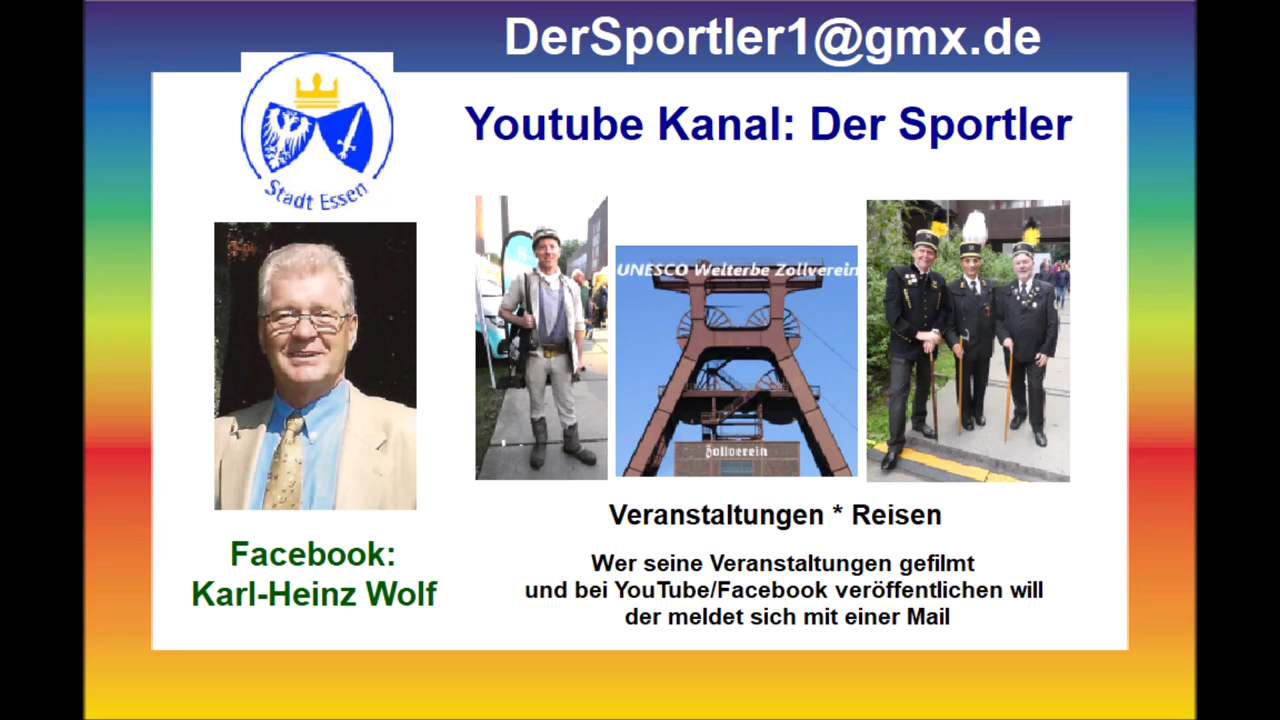 DerSportler1@gmx.de
Youtube Kanal: Der Sportler
Stadt Essen
UNESCO Welterbe Zollverein
Zollverein
Veranstaltungen * Reisen
Facebook:
Karl-Heinz Wolf
Wer seine Veranstaltungen gefilmt
und bei YouTube/Facebook veröffentlichen will
der meldet sich mit einer Mail